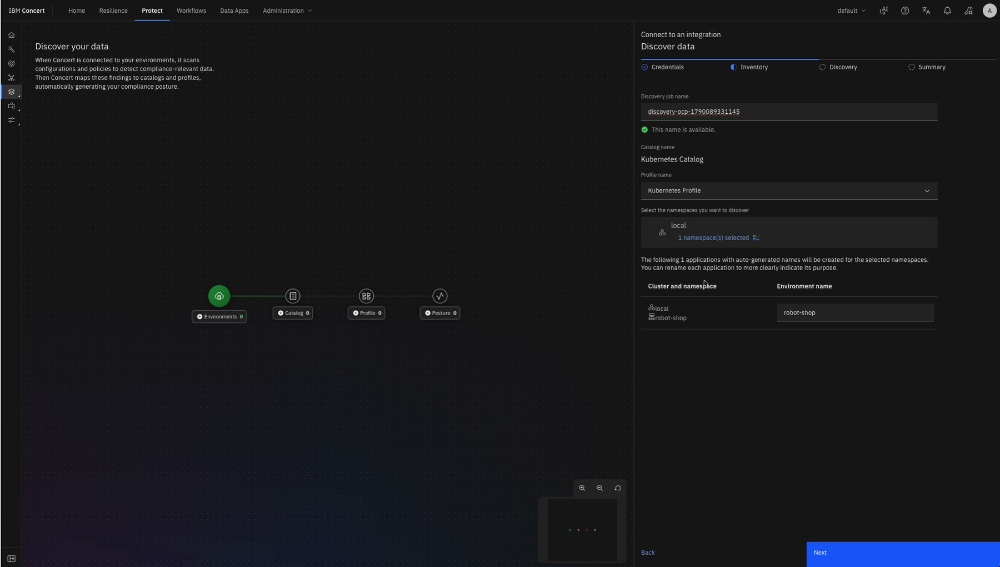 IBM Concert
Home
Resilience
Protect
Workflows
Data Apps
Administration
default
A
Discover your data
When Concert is connected to your environments, it scans
configurations and policies to detect compliance-relevant data.
Then Concert maps these findings to catalogs and profiles,
automatically generating your compliance posture.
Environments 0
Catalog 0
Profile 0
Posture 0
Connect to an integration
Discover data
Credentials
Inventory
Discovery
Summary
Discovery job name
discovery-ocp-1790089331145
This name is available.
Catalog name
Kubernetes Catalog
Profile name
Kubernetes Profile
Select the namespaces you want to discover
local
1 namespace(s) selected
The following 1 applications with auto-generated names will be created for the selected namespaces.
You can rename each application to more clearly indicate its purpose.
Cluster and namespace
Environment name
local
robot-shop
robot-shop
Back
Next